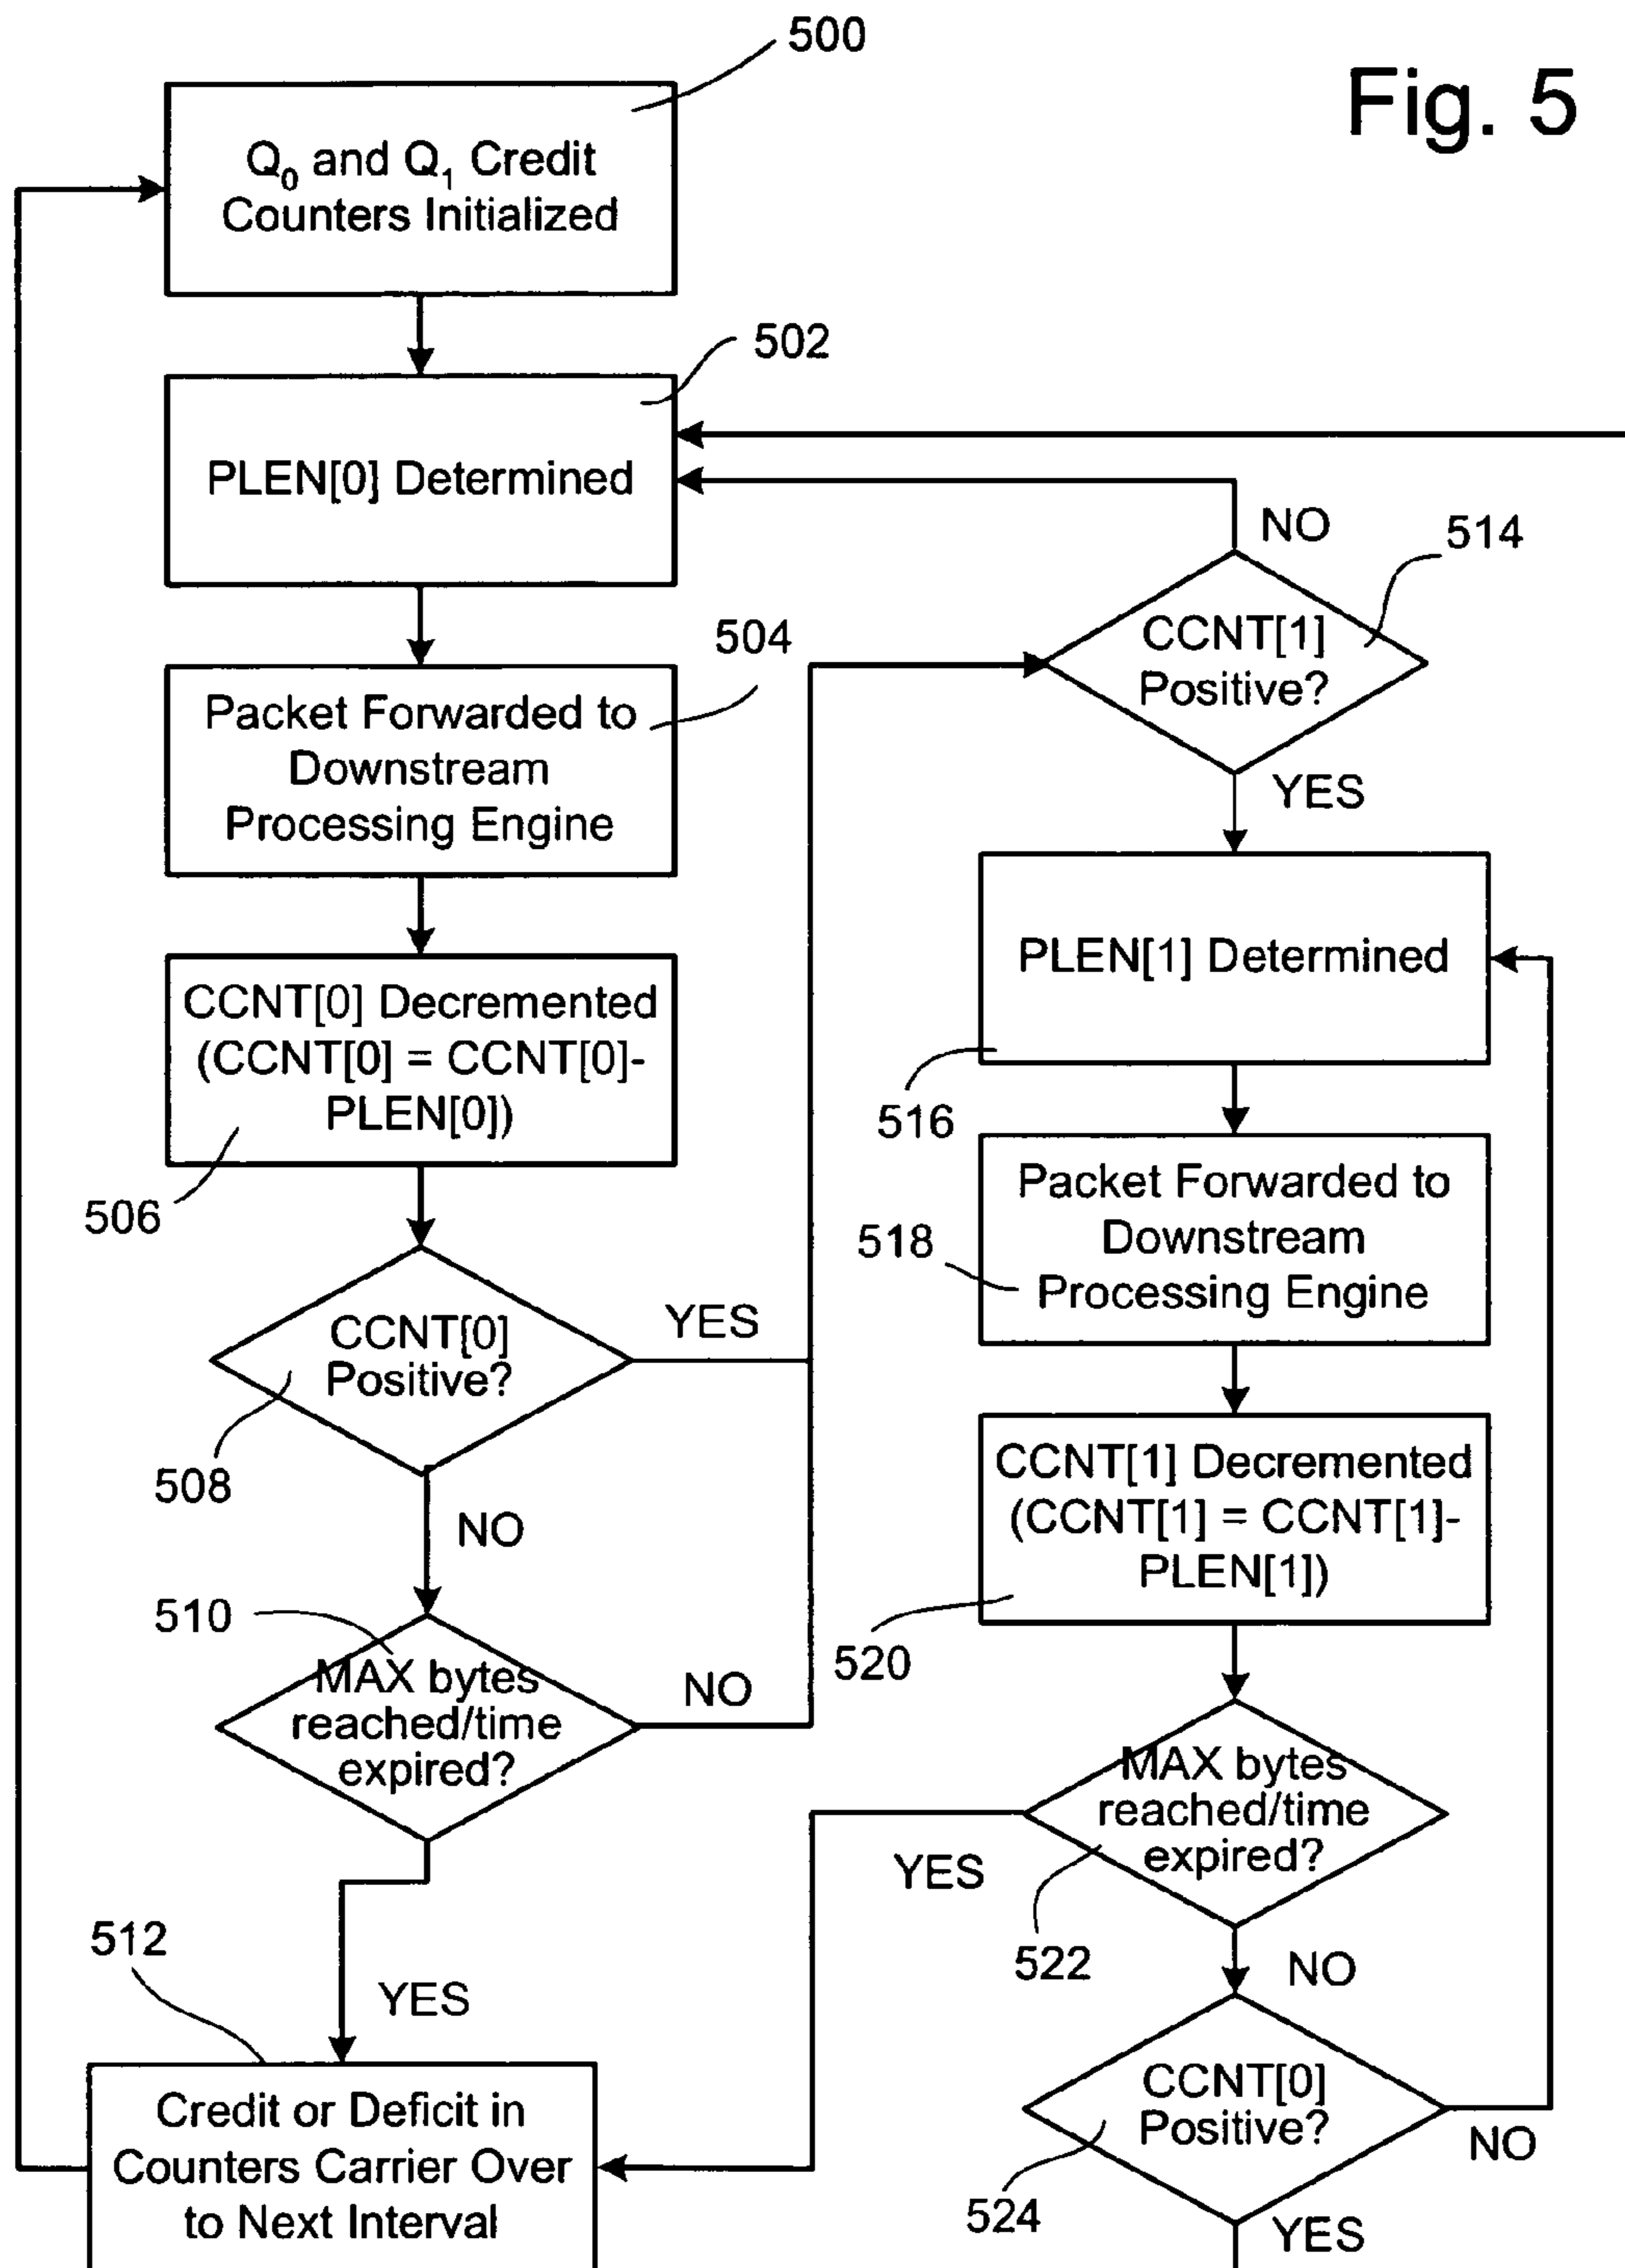 500
Fig. 5
Q0 and Q1 Credit
Counters Initialized
502
PLEN[0] Determined
NO
514
CCNT[1]
Positive?
YES
504
Packet Forwarded to
Downstream
Processing Engine
PLEN[1] Determined
516
CCNT[0] Decremented
(CCNT[0] = CCNT[0]-
PLEN[0])
506
Packet Forwarded to
Downstream
Processing Engine
518
CCNT[0]
Positive?
YES
508
NO
CCNT[1] Decremented
(CCNT[1] = CCNT[1]-
PLEN[1])
520
510
MAX bytes
reached/time
expired?
NO
YES
MAX bytes
reached/time
expired?
YES
522
NO
512
Credit or Deficit in
Counters Carrier Over
to Next Interval
CCNT[0]
Positive?
NO
524
YES